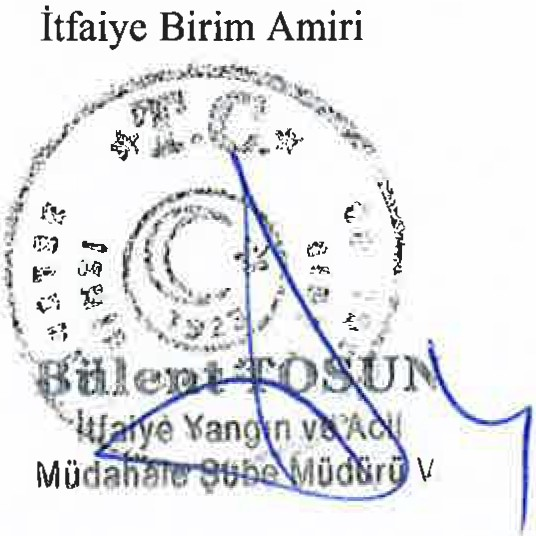 İtfaiye Birim Amiri
T.C
1923
Bülent TOSUN
İtfaiye Yangın ve Acil
Müdahale Şube Müdürü V